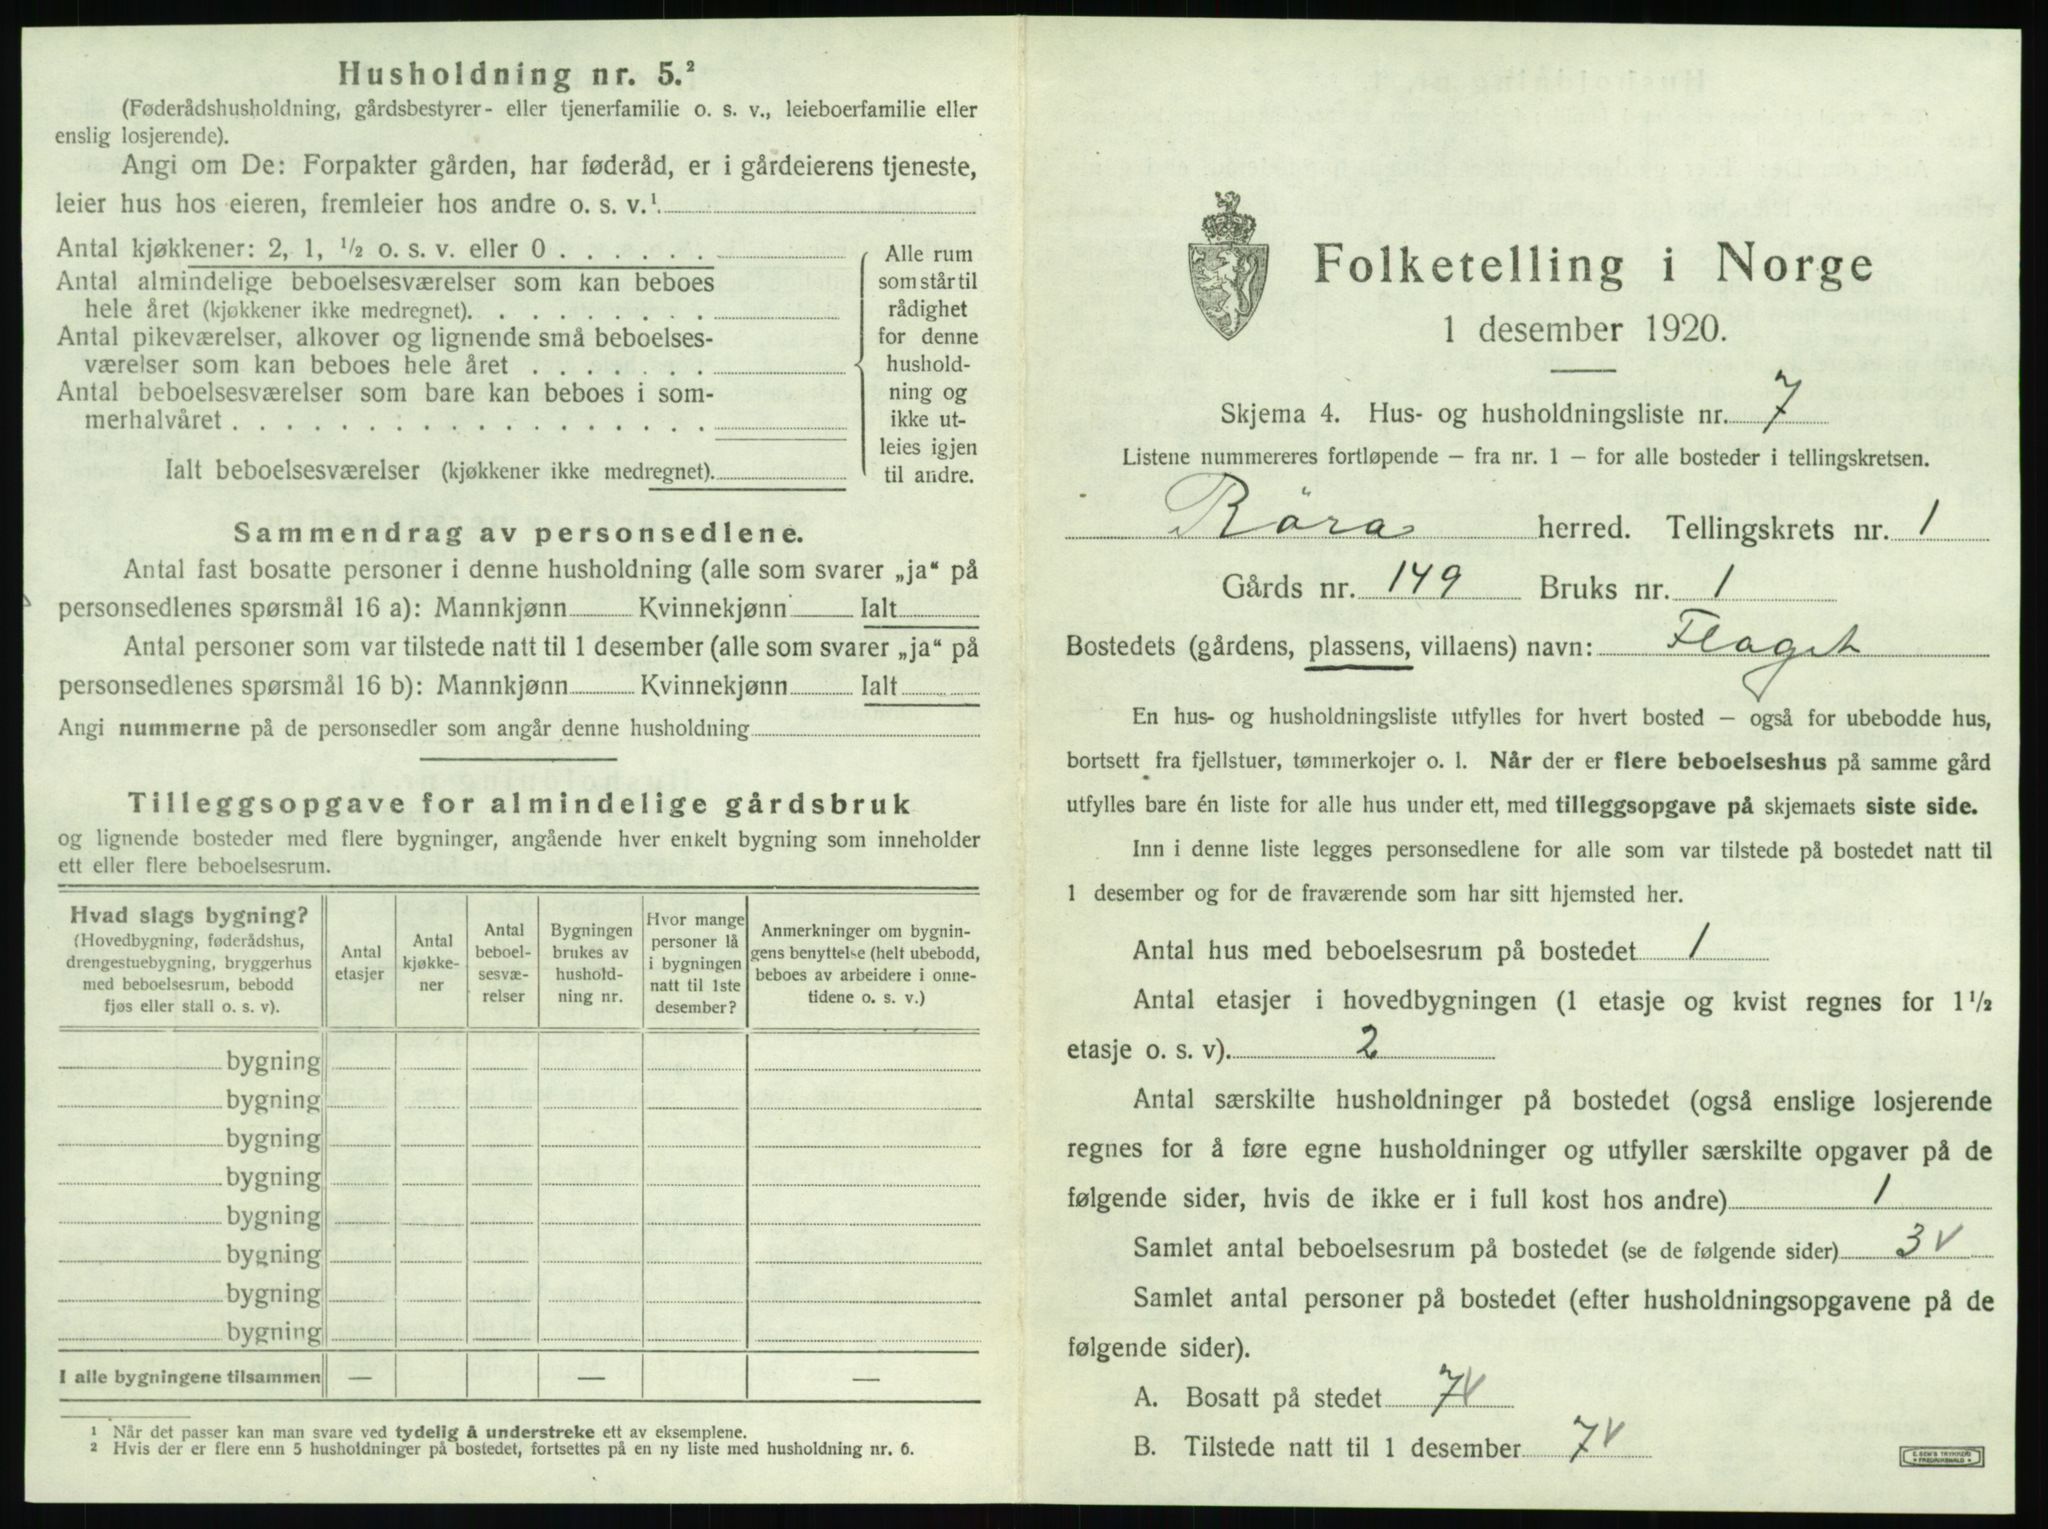 Husholdning nr. 5.²
(Føderådshusholdning, gårdsbestyrer- eller tjenerfamilie o. s. v., leieboerfamilie eller
enslig losjerende).
Angi om De: Forpakter gården, har føderåd, er i gårdeierens tjeneste,
leier hus hos eieren, fremleier hos andre o. s. v.¹
Antal kjøkkener: 2, 1, ½ o. s. v. eller 0 . . . . . .
Antal almindelige beboelsesværelser som kan beboes
hele året (kjøkkener ikke medregnet). . . . . . . . .
Antal pikeværelser, alkover og lignende små beboelses-
værelser som kan beboes hele året . . . . . . .
Antal beboelsesværelser som bare kan beboes i som-
merhalvåret . . . . . . . . . . . . . . . . . .
Ialt beboelsesværelser (kjøkkener ikke medregnet).
Alle rum
som står til
rådighet
for denne
hushold-
ning og
ikke ut-
leies igjen
til andre.
Sammendrag av personsedlene.
Antal fast bosatte personer i denne husholdning (alle som svarer „ja“ på
personsedlenes spørsmål 16 a): Mannkjønn Kvinnekjønn Ialt
Antal personer som var tilstede natt til 1 desember (alle som svarer „ja“ på
personsedlenes spørsmål 16 b): Mannkjønn Kvinnekjønn Ialt
Angi nummerne på de personsedler som angår denne husholdning
Tilleggsopgave for almindelige gårdsbruk
og lignende bosteder med flere bygninger, angående hver enkelt bygning som inneholder
ett eller flere beboelsesrum.
Hvad slags bygning?
(Hovedbygning, føderådshus,
drengestuebygning, bryggerhus
med beboelsesrum, bebodd
fjøs eller stall o. s. v).
Antal
etasjer
Antal
kjøkke-
ner
Antal
beboel-
sesvæ-
relser
Bygningen
brukes av
hushold-
ning nr.
Hvor mange
personer lå
i bygningen
natt til 1ste
desember?
Anmerkninger om bygnin-
gens benyttelse (helt ubebodd,
beboes av arbeidere i onne-
tidene o. s. v.)
bygning
bygning
bygning
bygning
bygning
bygning
bygning
bygning
I alle bygningene tilsammen — — —
1 Når det passer kan man svare ved tydelig å understreke ett av eksemplene.
2 Hvis der er flere enn 5 husholdninger på bostedet, fortsettes på en ny liste med husholdning nr. 6.
Folketelling i Norge
1 desember 1920.
Skjema 4. Hus- og husholdningsliste nr. 7
Listene nummereres fortløpende – fra nr. 1 – for alle bosteder i tellingskretsen.
Röra herred. Tellingskrets nr. 1
Gårds nr. 149 Bruks nr. 1
Bostedets (gårdens, plassens, villaens) navn: Flaget
En hus- og husholdningsliste utfylles for hvert bosted – også for ubebodde hus,
bortsett fra fjellstuer, tømmerkojer o. l. Når der er flere beboelseshus på samme gård
utfylles bare én liste for alle hus under ett, med tilleggsopgave på skjemaets siste side.
Inn i denne liste legges personsedlene for alle som var tilstede på bostedet natt til
1 desember og for de fraværende som har sitt hjemsted her.
Antal hus med beboelsesrum på bostedet 1
Antal etasjer i hovedbygningen (1 etasje og kvist regnes for 1½
etasje o. s. v). 2
Antal særskilte husholdninger på bostedet (også enslige losjerende
regnes for å føre egne husholdninger og utfyller særskilte opgaver på de
følgende sider, hvis de ikke er i full kost hos andre) 1
Samlet antal beboelsesrum på bostedet (se de følgende sider) 3 v
Samlet antal personer på bostedet (efter husholdningsopgavene på de
følgende sider).
A. Bosatt på stedet 7 v
B. Tilstede natt til 1 desember 7 v